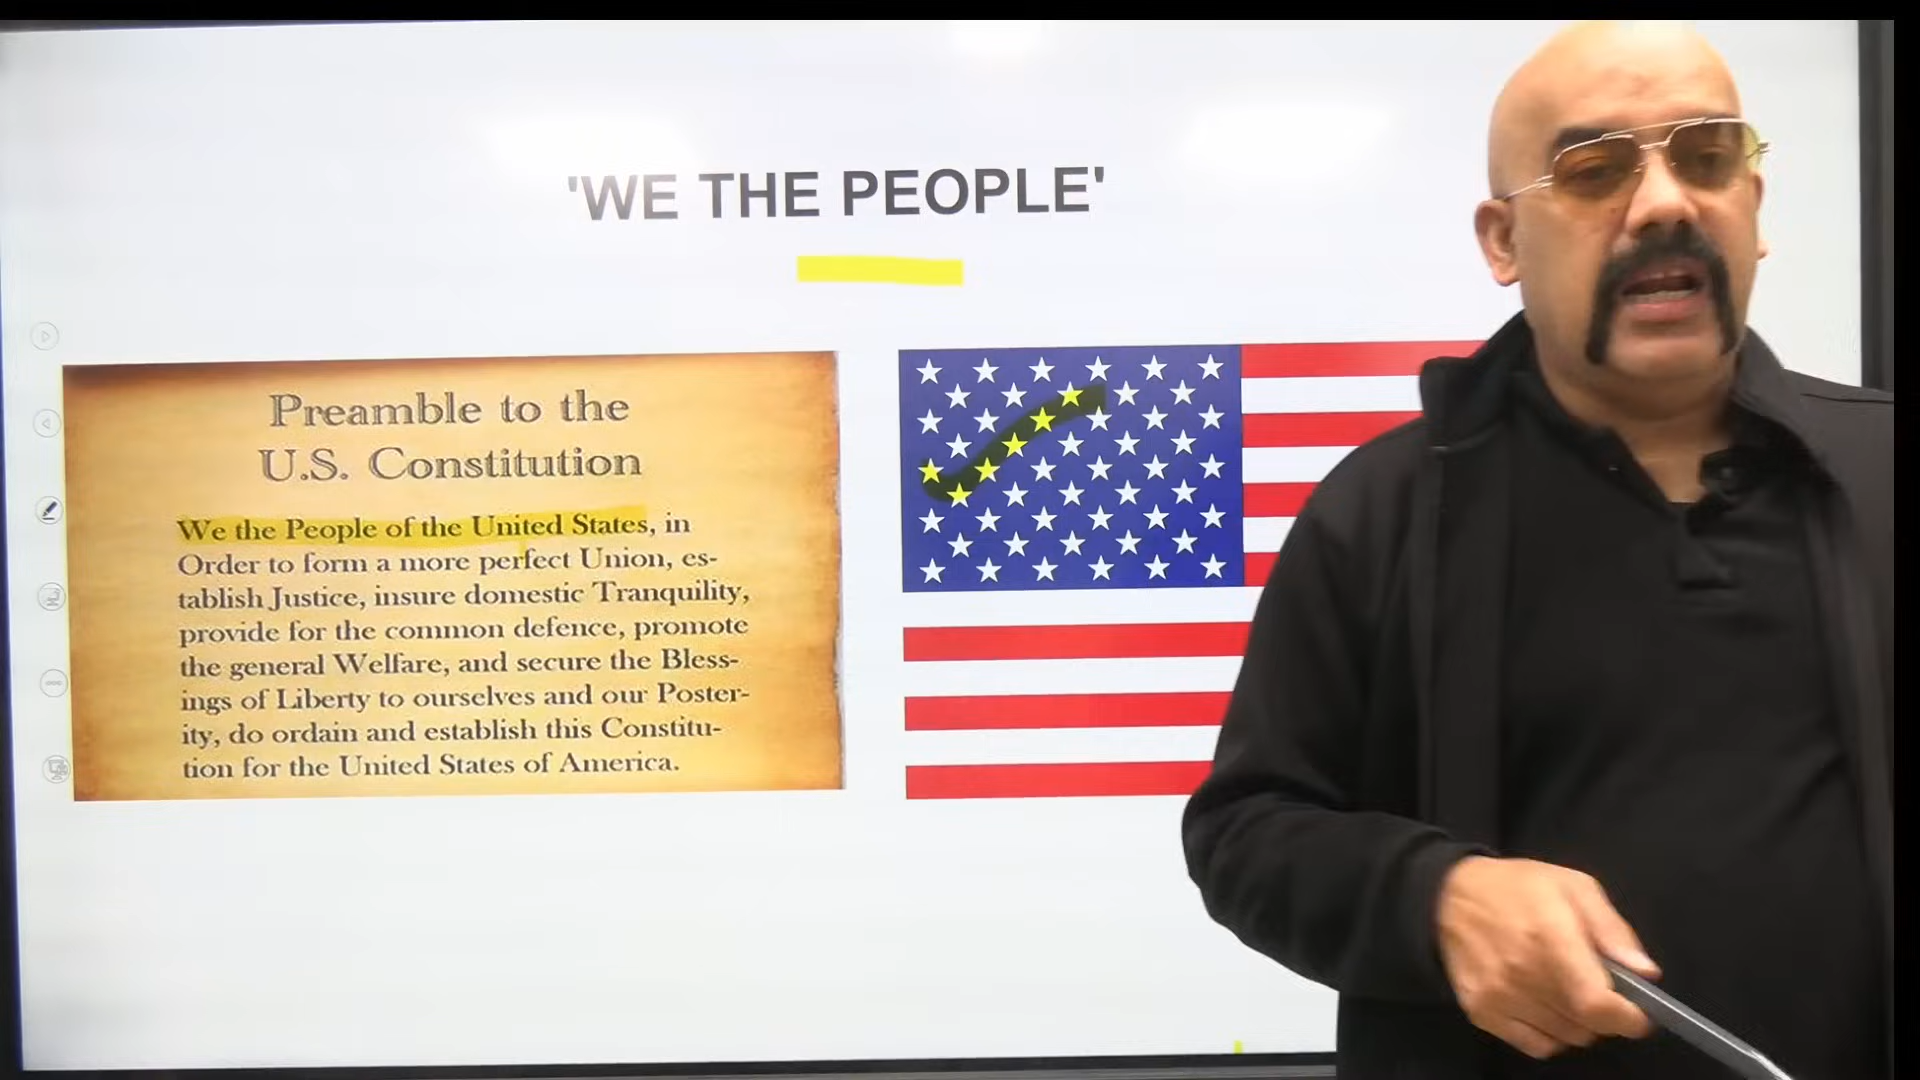 'WE THE PEOPLE'
Preamble to the
U.S. Constitution
We the People of the United States, in
Order to form a more perfect Union, es-
tablish Justice, insure domestic Tranquility,
provide for the common defence, promote
the general Welfare, and secure the Bless-
ings of Liberty to ourselves and our Poster-
ity, do ordain and establish this Constitu-
tion for the United States of America.